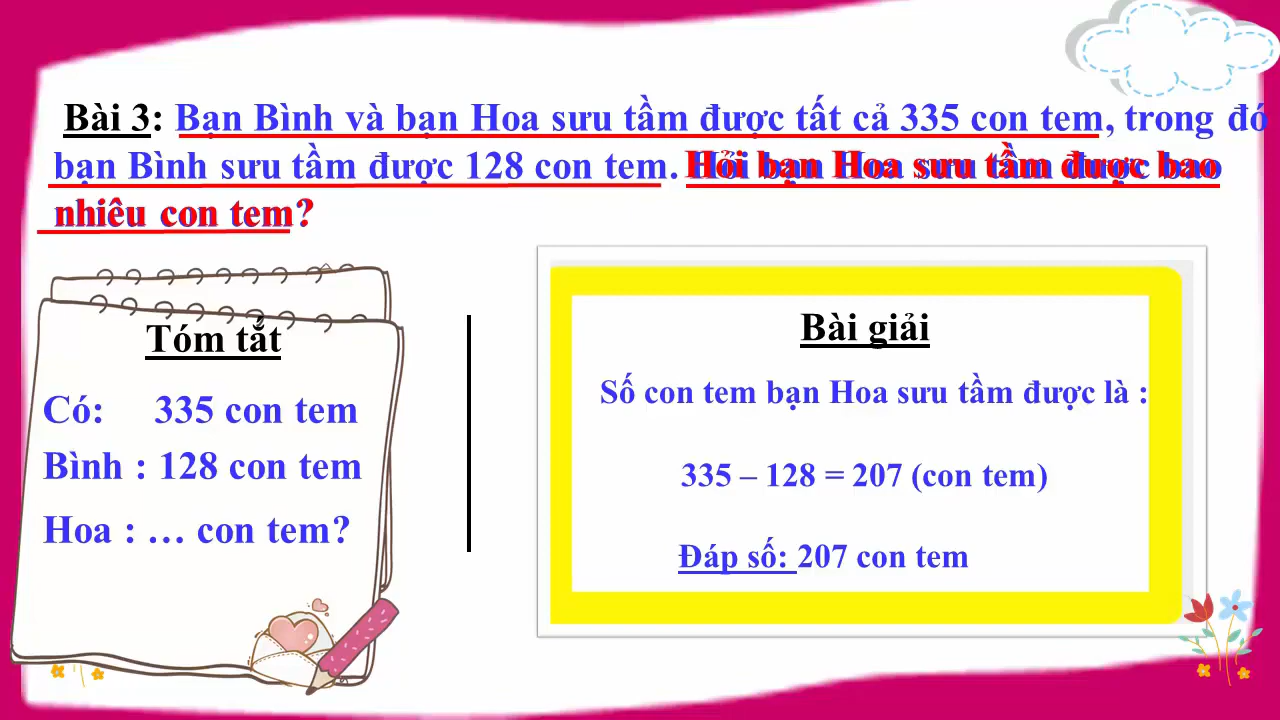 Bài 3: Bạn Bình và bạn Hoa sưu tầm được tất cả 335 con tem, trong đó
bạn Bình sưu tầm được 128 con tem. Hỏi bạn Hoa sưu tầm được bao
nhiêu con tem?
Tóm tắt
Có: 335 con tem
Bình : 128 con tem
Hoa : … con tem?
Bài giải
Số con tem bạn Hoa sưu tầm được là :
335 – 128 = 207 (con tem)
Đáp số: 207 con tem